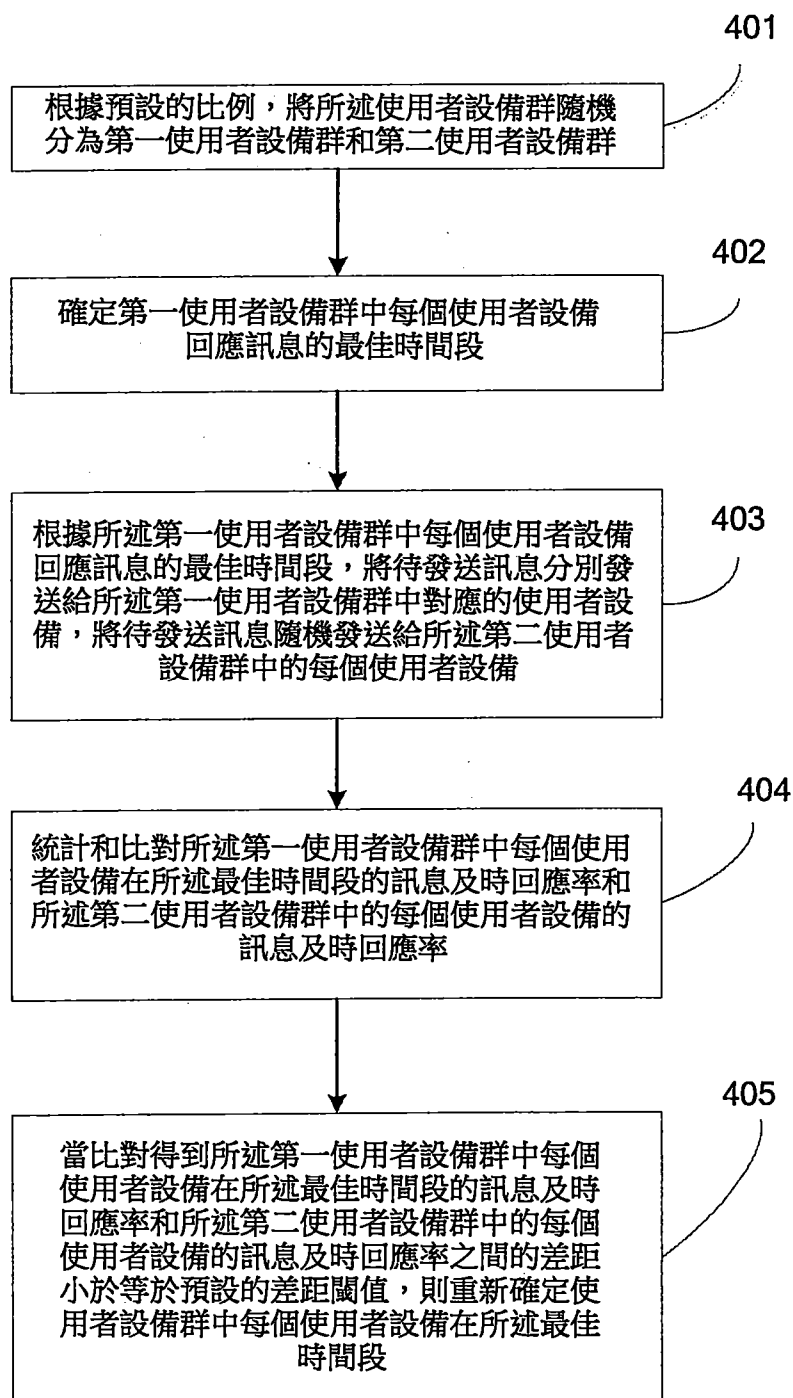 401
根據預設的比例，將所述使用者設備群隨機
分為第一使用者設備群和第二使用者設備群
402
確定第一使用者設備群中每個使用者設備
回應訊息的最佳時間段
403
根據所述第一使用者設備群中每個使用者設備
回應訊息的最佳時間段，將待發送訊息分別發
送給所述第一使用者設備群中對應的使用者設
備，將待發送訊息隨機發送給所述第二使用者
設備群中的每個使用者設備
404
統計和比對所述第一使用者設備群中每個使用
者設備在所述最佳時間段的訊息及時回應率和
所述第二使用者設備群中的每個使用者設備的
訊息及時回應率
405
當比對得到所述第一使用者設備群中每個
使用者設備在所述最佳時間段的訊息及時
回應率和所述第二使用者設備群中的每個
使用者設備的訊息及時回應率之間的差距
小於等於預設的差距閾值，則重新確定使
用者設備群中每個使用者設備在所述最佳
時間段